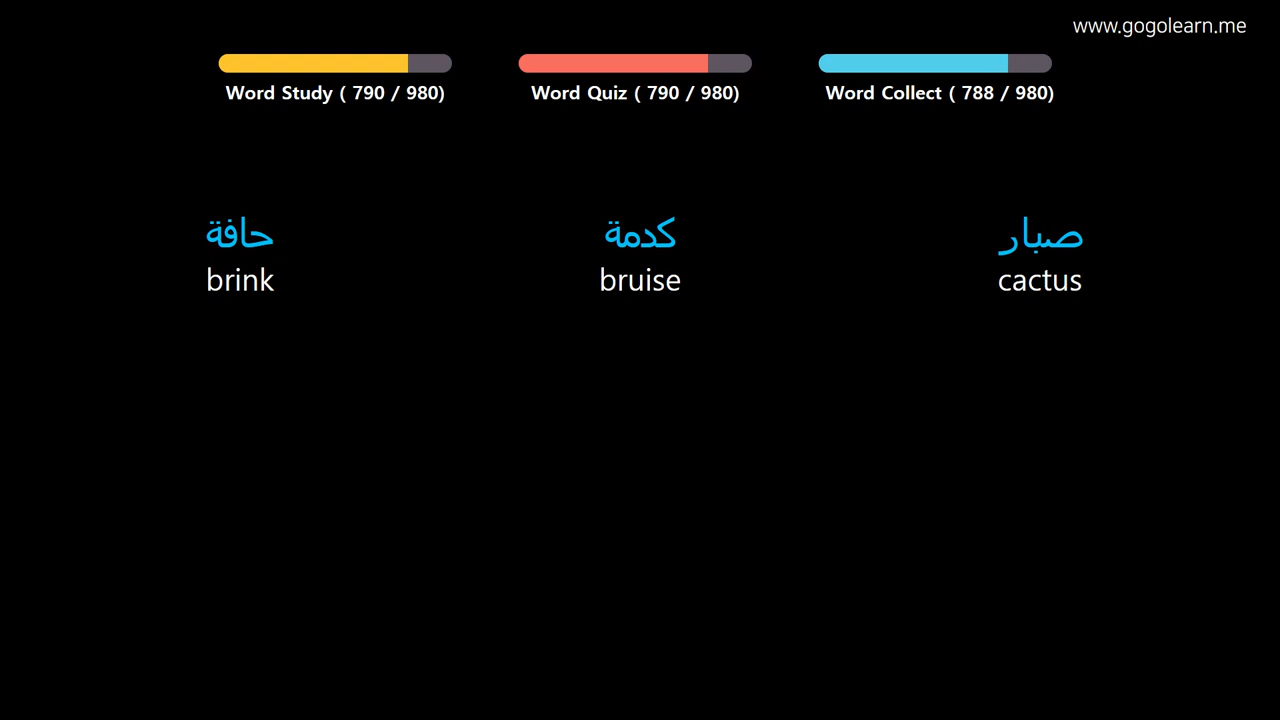 www.gogolearn.me
Word Study ( 790 / 980)
Word Quiz ( 790 / 980)
Word Collect ( 788 / 980)
حافة
brink
كدمة
bruise
صبار
cactus